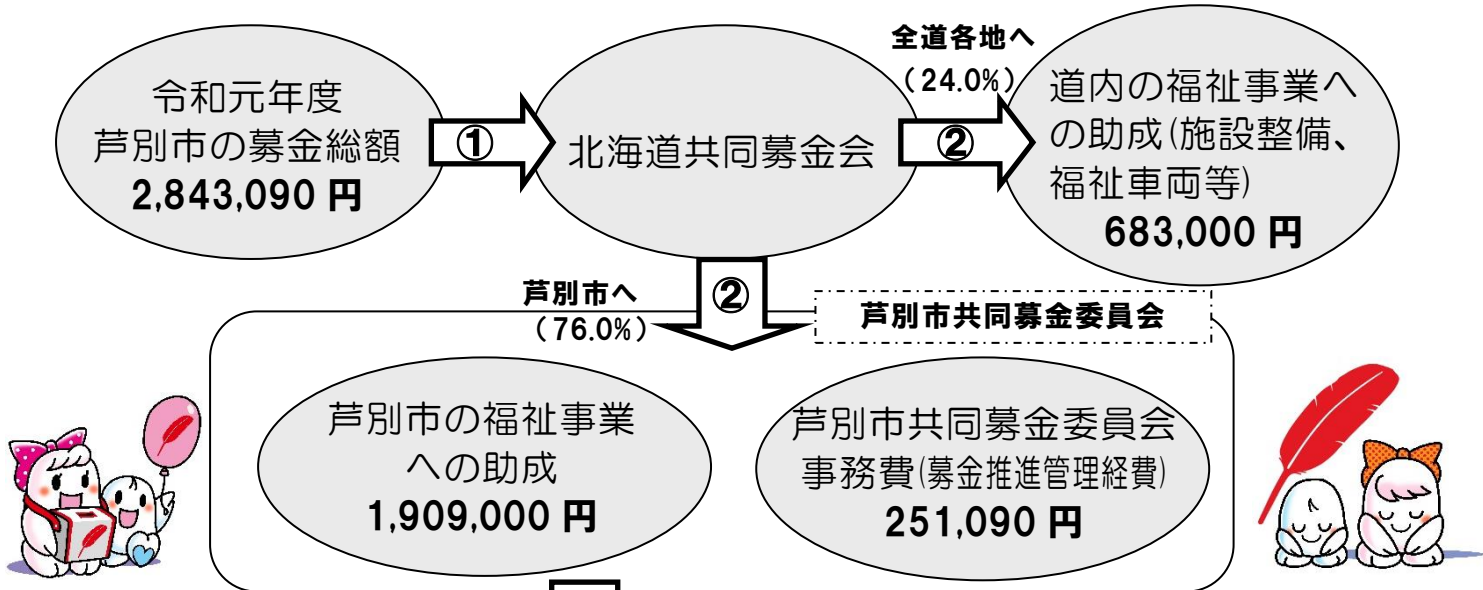 令和元年度
芦別市の募金総額
2,843,090 円
①
北海道共同募金会
全道各地へ
(24.0%)
②
道内の福祉事業へ
の助成(施設整備、
福祉車両等)
683,000 円
芦別市へ
(76.0%)
②
芦別市共同募金委員会
芦別市の福祉事業
への助成
1,909,000 円
芦別市共同募金委員会
事務費(募金推進管理経費)
251,090 円